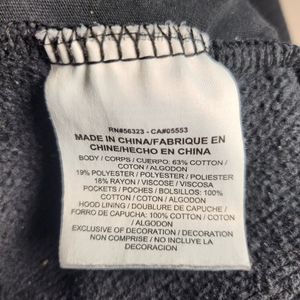 RN#56323 - CA#05553
MADE IN CHINA/FABRIQUE EN
CHINE/HECHO EN CHINA
BODY / CORPS / CUERPO: 63% COTTON /
COTON / ALGODON
19% POLYESTER / POLYESTER / POLIESTER
18% RAYON / VISCOSE / VISCOSA
POCKETS / POCHES / BOLSILLOS: 100%
COTTON / COTON / ALGODON
HOOD LINING / DOUBLURE DE CAPUCHE /
FORRO DE CAPUCHA: 100% COTTON / COTON
/ ALGODON
EXCLUSIVE OF DECORATION / DECORATION
NON COMPRISE / NO INCLUYE LA
DECORACION